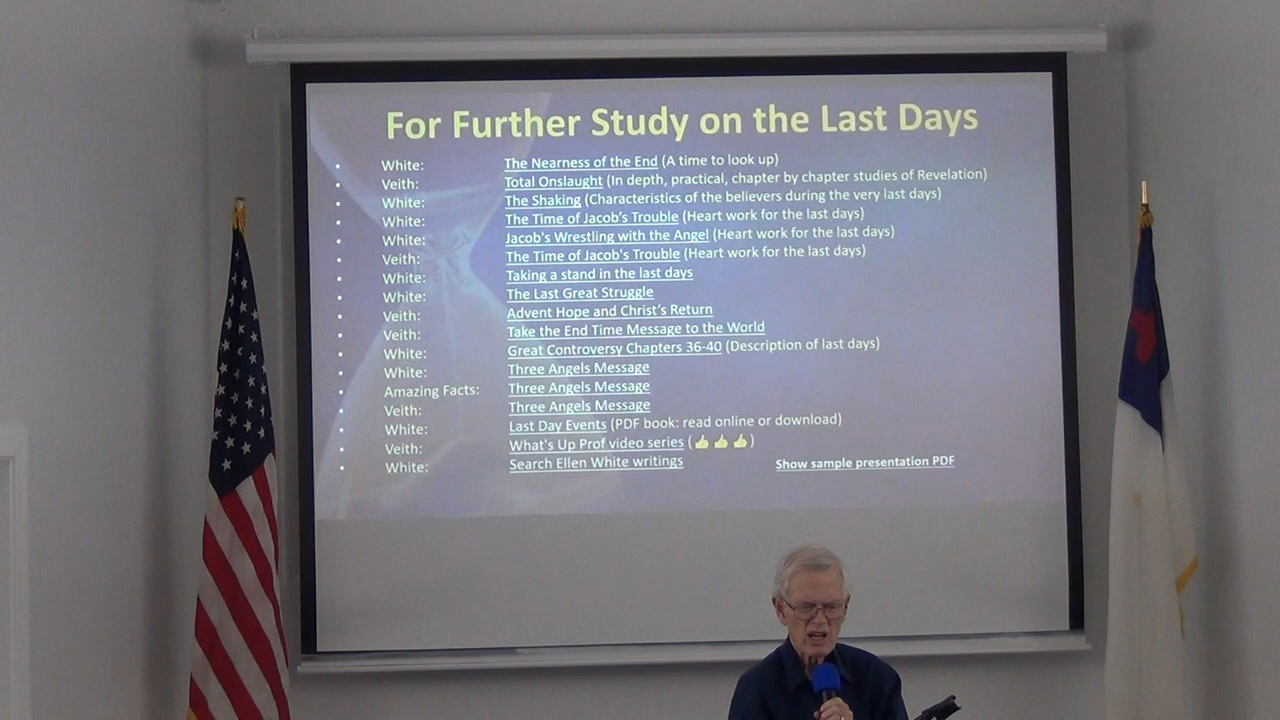 For Further Study on the Last Days
• White: The Nearness of the End (A time to look up)
• Veith: Total Onslaught (In depth, practical, chapter by chapter studies of Revelation)
• White: The Shaking (Characteristics of the believers during the very last days)
• White: The Time of Jacob's Trouble (Heart work for the last days)
• White: Jacob's Wrestling with the Angel (Heart work for the last days)
• Veith: The Time of Jacob's Trouble (Heart work for the last days)
• White: Taking a stand in the last days
• White: The Last Great Struggle
• Veith: Advent Hope and Christ's Return
• Veith: Take the End Time Message to the World
• White: Great Controversy Chapters 36-40 (Description of last days)
• White: Three Angels Message
• Amazing Facts: Three Angels Message
• Veith: Three Angels Message
• White: Last Day Events (PDF book: read online or download)
• Veith: What's Up Prof video series (👍👍👍)
• White: Search Ellen White writings Show sample presentation PDF